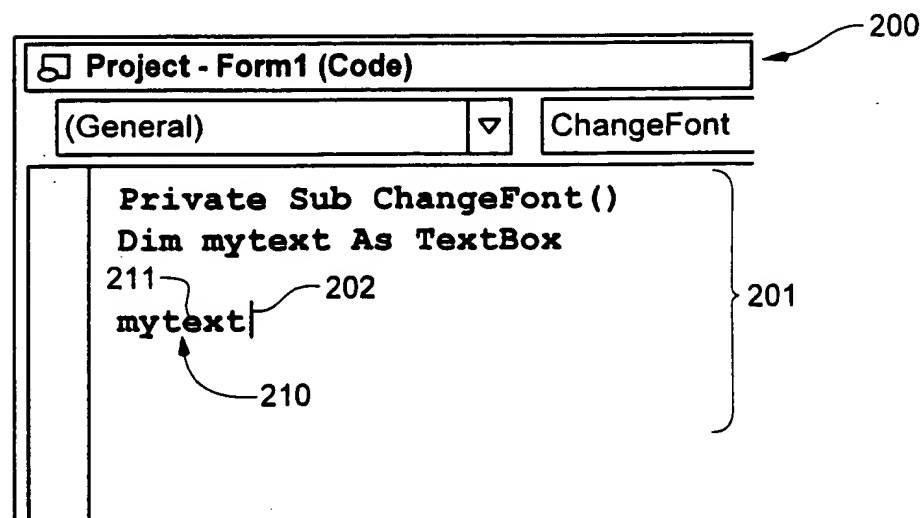 200
Project - Form1 (Code)
(General) ChangeFont
Private Sub ChangeFont()
Dim mytext As TextBox
211 202
201
mytext
210